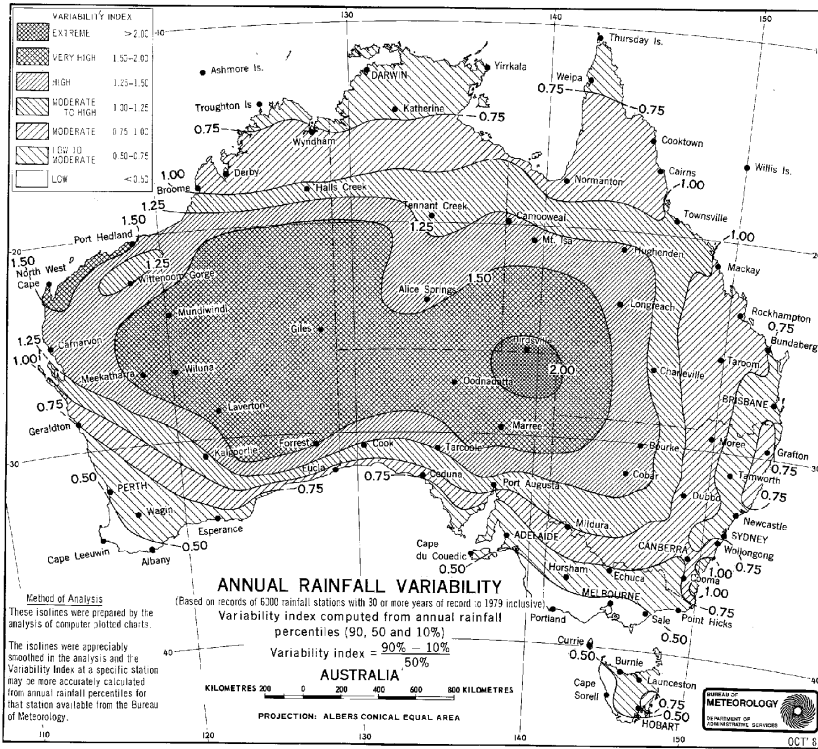 VARIABILITY INDEX
EXTREME >2.00
VERY HIGH 1.50-2.00
HIGH 1.25-1.50
MODERATE TO HIGH 1.00-1.25
MODERATE 0.75-1.00
LOW TO MODERATE 0.50-0.75
LOW <0.50
130
140
150
10
Thursday Is.
Ashmore Is.
DARWIN
Yirrkala
Weipa
0.75
0.75
Troughton Is
Katherine
0.75
0.75
Wyndham
Cooktown
Derby
Cairns
Willis Is.
1.00
Broome
Halls Creek
Normanton
1.00
1.25
Tennant Creek
Camooweal
Townsville
1.50
1.25
Mt. Isa
1.00
Port Hedland
Hughenden
20
20
1.50
North West Cape
1.25
Wittenoom Gorge
1.50
Mackay
Alice Springs
Longreach
Mundiwindi
Giles
Rockhampton
0.75
Bundaberg
1.25
Carnarvon
Birdsville
Taroom
1.00
Meekatharra
Wiluna
Oodnadatta
2.00
Charleville
0.75
Laverton
BRISBANE
Geraldton
Marree
Forrest
Cook
Tarcoola
Bourke
Moree
Grafton
30
Kalgoorlie
30
0.75
Eucla
Ceduna
Cobar
Tamworth
0.50
PERTH
0.75
0.75
Port Augusta
Dubbo
0.75
Wagin
Esperance
Mildura
Newcastle
SYDNEY
ADELAIDE
Cape Leeuwin
0.50
Albany
Cape du Couedic
CANBERRA
Wollongong
0.75
0.50
Horsham
Echuca
Cooma
1.00
1.00
0.75
MELBOURNE
Portland
Sale
Point Hicks
0.50
Method of Analysis
These isolines were prepared by the
analysis of computer plotted charts.
The isolines were appreciably
smoothed in the analysis and the
Variability Index at a specific station
may be more accurately calculated
from annual rainfall percentiles for
that station available from the Bureau
of Meteorology.
ANNUAL RAINFALL VARIABILITY
(Based on records of 6000 rainfall stations with 30 or more years of record to 1979 inclusive)
Variability index computed from annual rainfall
percentiles (90, 50 and 10%)
Variability index = 90% − 10%
50%
AUSTRALIA
KILOMETRES 200 0 200 400 600 800 KILOMETRES
PROJECTION: ALBERS CONICAL EQUAL AREA
40
40
Currie
0.50
Burnie
Launceston
Cape Sorell
0.75
0.50
HOBART
BUREAU OF
METEOROLOGY
DEPARTMENT OF
ADMINISTRATIVE SERVICES
110
120
130
140
150
OCT' 8